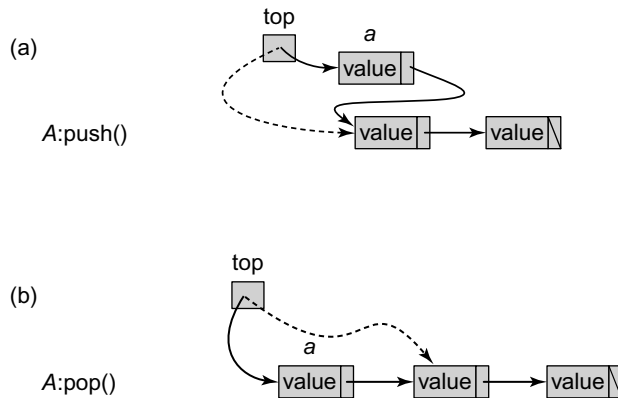 top
a
(a)
value
A:push()
value
value
top
(b)
a
A:pop()
value
value
value